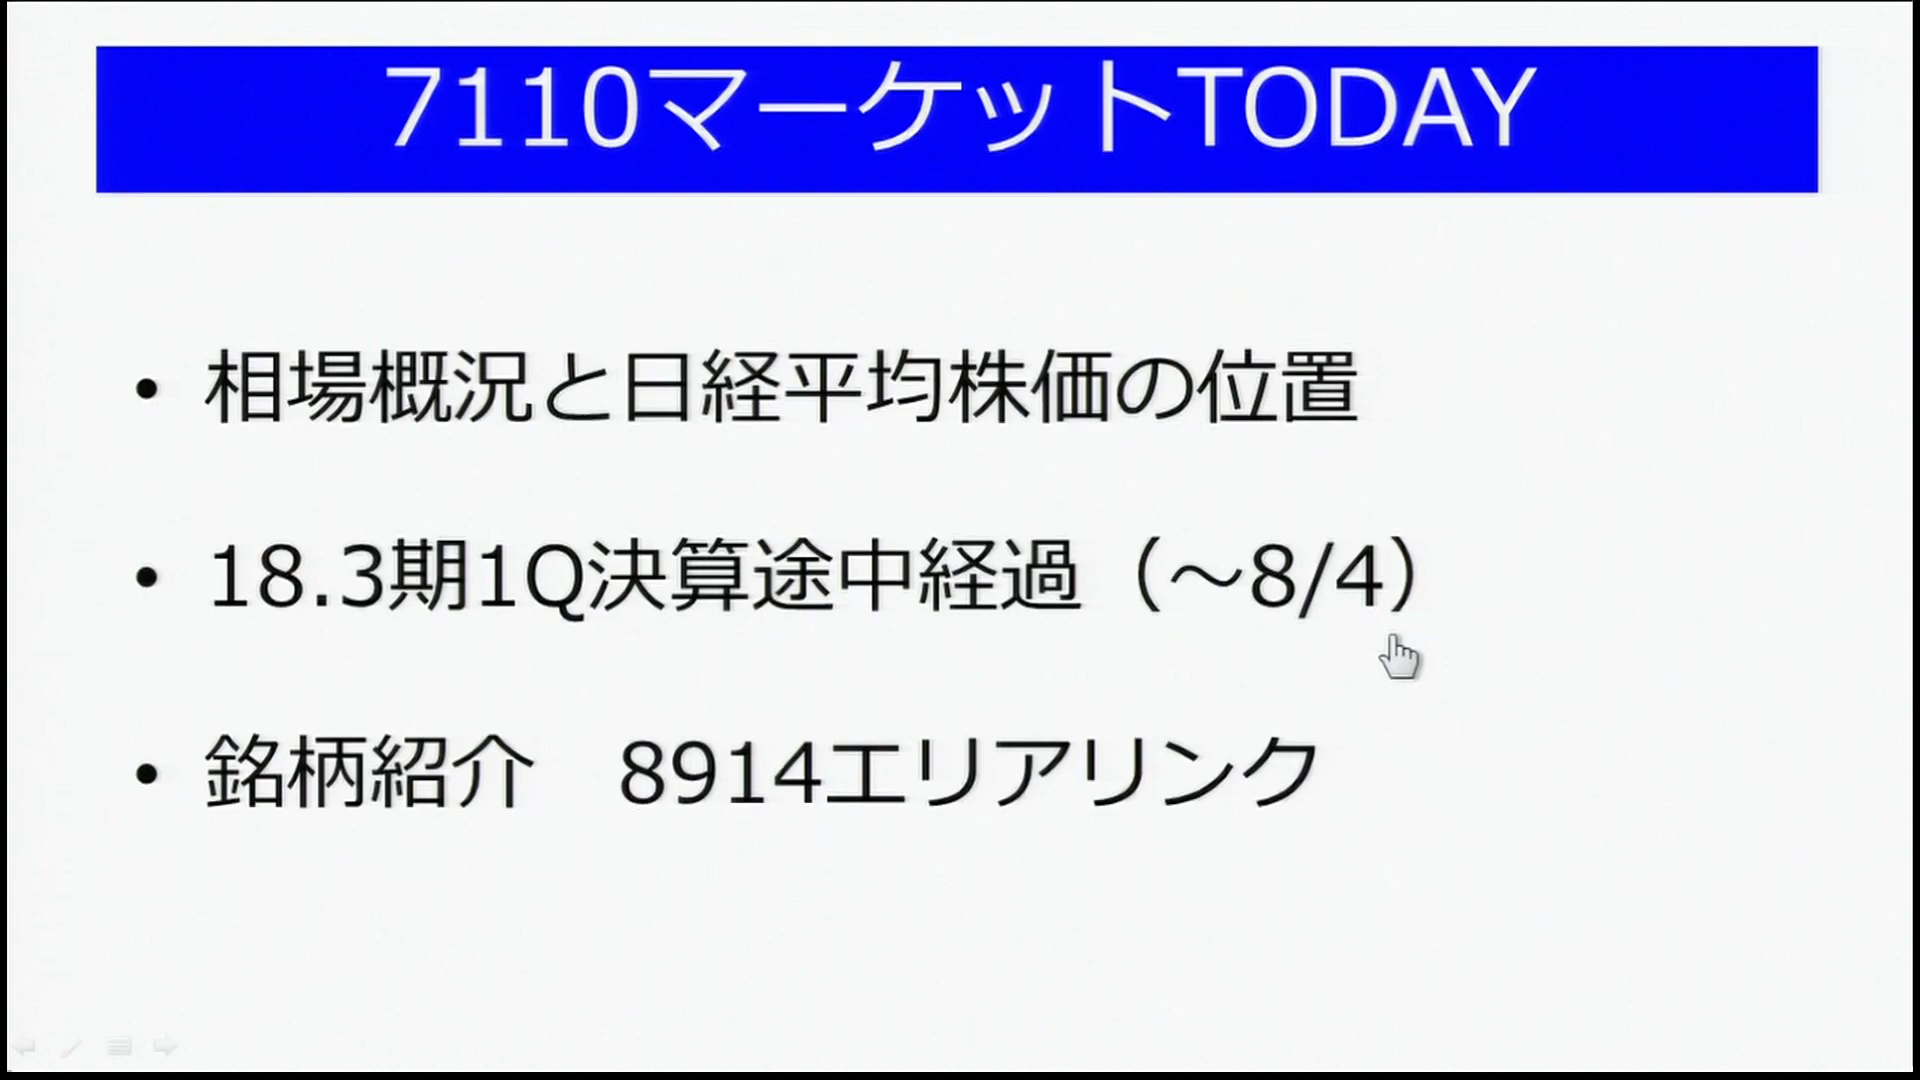 7110マーケットTODAY
• 相場概況と日経平均株価の位置
• 18.3期1Q決算途中経過（～8/4）
• 銘柄紹介　8914エリアリンク